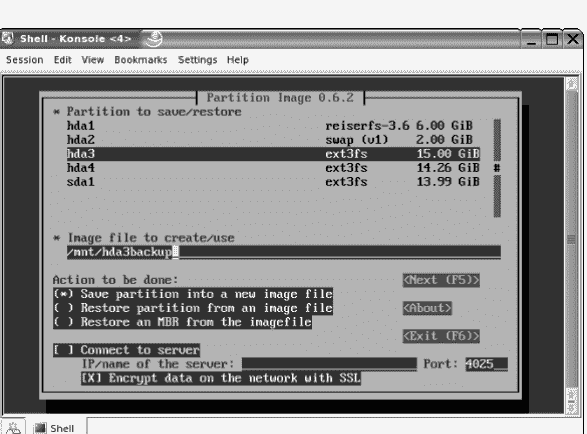 Shell - Konsole <4>
Session Edit View Bookmarks Settings Help
Partition Image 0.6.2
* Partition to save/restore
hda1 reiserfs-3.6 6.00 GiB
hda2 swap (v1) 2.00 GiB
hda3 ext3fs 15.00 GiB
hda4 ext3fs 14.26 GiB #
sda1 ext3fs 13.99 GiB
* Image file to create/use
/mnt/hda3backup
Action to be done: <Next (F5)>
(*) Save partition into a new image file
( ) Restore partition from an image file <About>
( ) Restore an MBR from the imagefile
<Exit (F6)>
[ ] Connect to server
IP/name of the server: Port: 4025__
[X] Encrypt data on the network with SSL
Shell